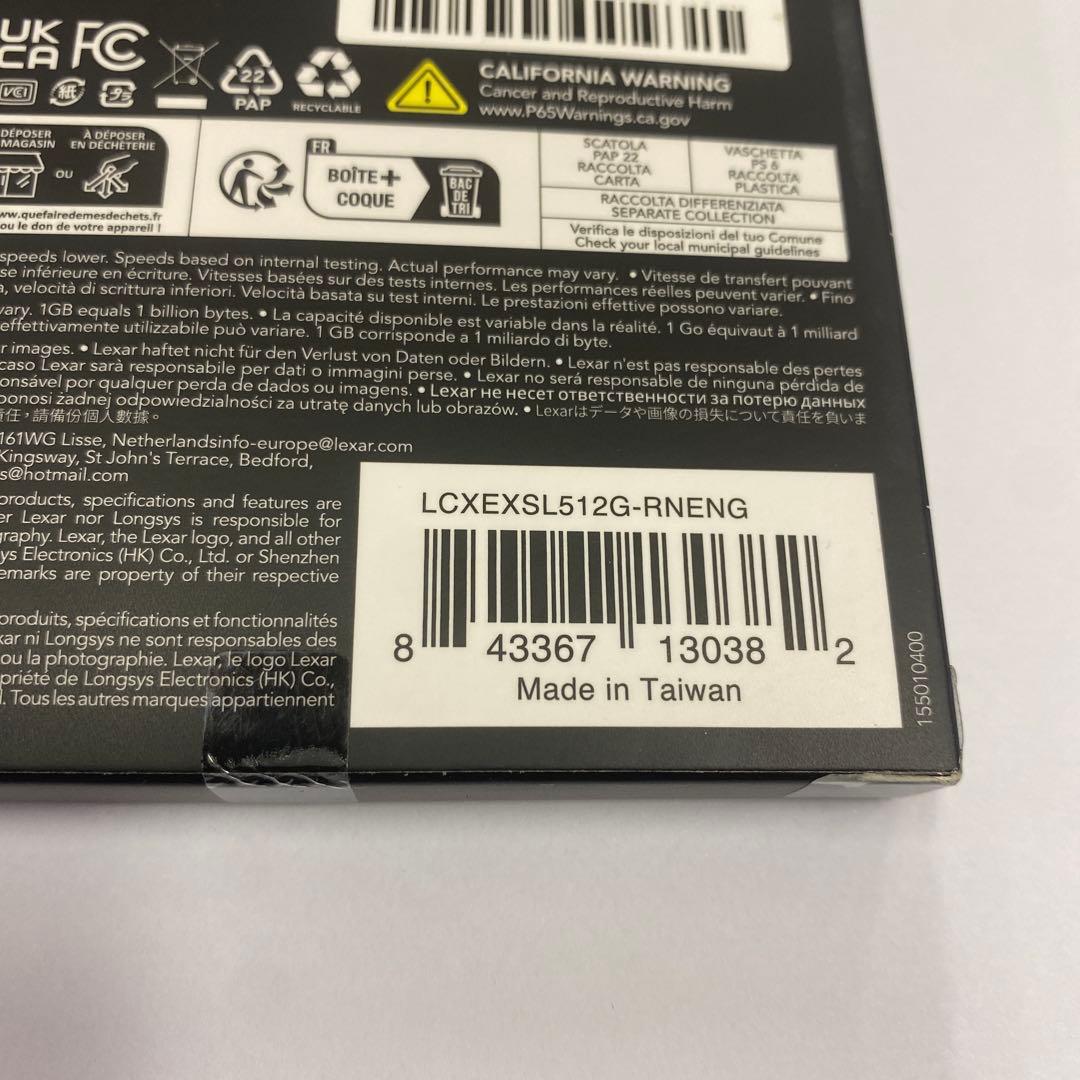 UK
CA FC
22
PAP
RECYCLABLE
CALIFORNIA WARNING
Cancer and Reproductive Harm
www.P65Warnings.ca.gov
VCI
紙
DÉPOSER
MAGASIN
À DÉPOSER
EN DÉCHÈTERIE
OU
www.quefairedemesdechets.fr
ou le don de votre appareil !
FR
BOÎTE +
COQUE
BAC
DE
TRI
SCATOLA
PAP 22
RACCOLTA
CARTA
VASCHETTA
PS 6
RACCOLTA
PLASTICA
RACCOLTA DIFFERENZIATA
SEPARATE COLLECTION
Verifica le disposizioni del tuo Comune
Check your local municipal guidelines
speeds lower. Speeds based on internal testing. Actual performance may vary. • Vitesse de transfert pouvant
se inférieure en écriture. Vitesses basées sur des tests internes. Les performances réelles peuvent varier. • Fino
a, velocità di scrittura inferiori. Velocità basata su test interni. Le prestazioni effettive possono variare.
vary. 1GB equals 1 billion bytes. • La capacité disponible est variable dans la réalité. 1 Go équivaut à 1 milliard
effettivamente utilizzabile può variare. 1 GB corrisponde a 1 miliardo di byte.
r images. • Lexar haftet nicht für den Verlust von Daten oder Bildern. • Lexar n'est pas responsable des pertes
caso Lexar sarà responsabile per dati o immagini perse. • Lexar no será responsable de ninguna pérdida de
onsável por qualquer perda de dados ou imagens. • Lexar не несет ответственности за потерю данных
ponosi żadnej odpowiedzialności za utratę danych lub obrazów. • Lexarはデータや画像の損失について責任を負いま
責任，請備份個人數據。
161WG Lisse, Netherlandsinfo-europe@lexar.com
Kingsway, St John's Terrace, Bedford,
s@hotmail.com
products, specifications and features are
er Lexar nor Longsys is responsible for
graphy. Lexar, the Lexar logo, and all other
ys Electronics (HK) Co., Ltd. or Shenzhen
emarks are property of their respective
produits, spécifications et fonctionnalités
xar ni Longsys ne sont responsables des
ou la photographie. Lexar, le logo Lexar
priété de Longsys Electronics (HK) Co.,
l. Tous les autres marques appartiennent
LCXEXSL512G-RNENG
8 43367 13038 2
Made in Taiwan
155010400